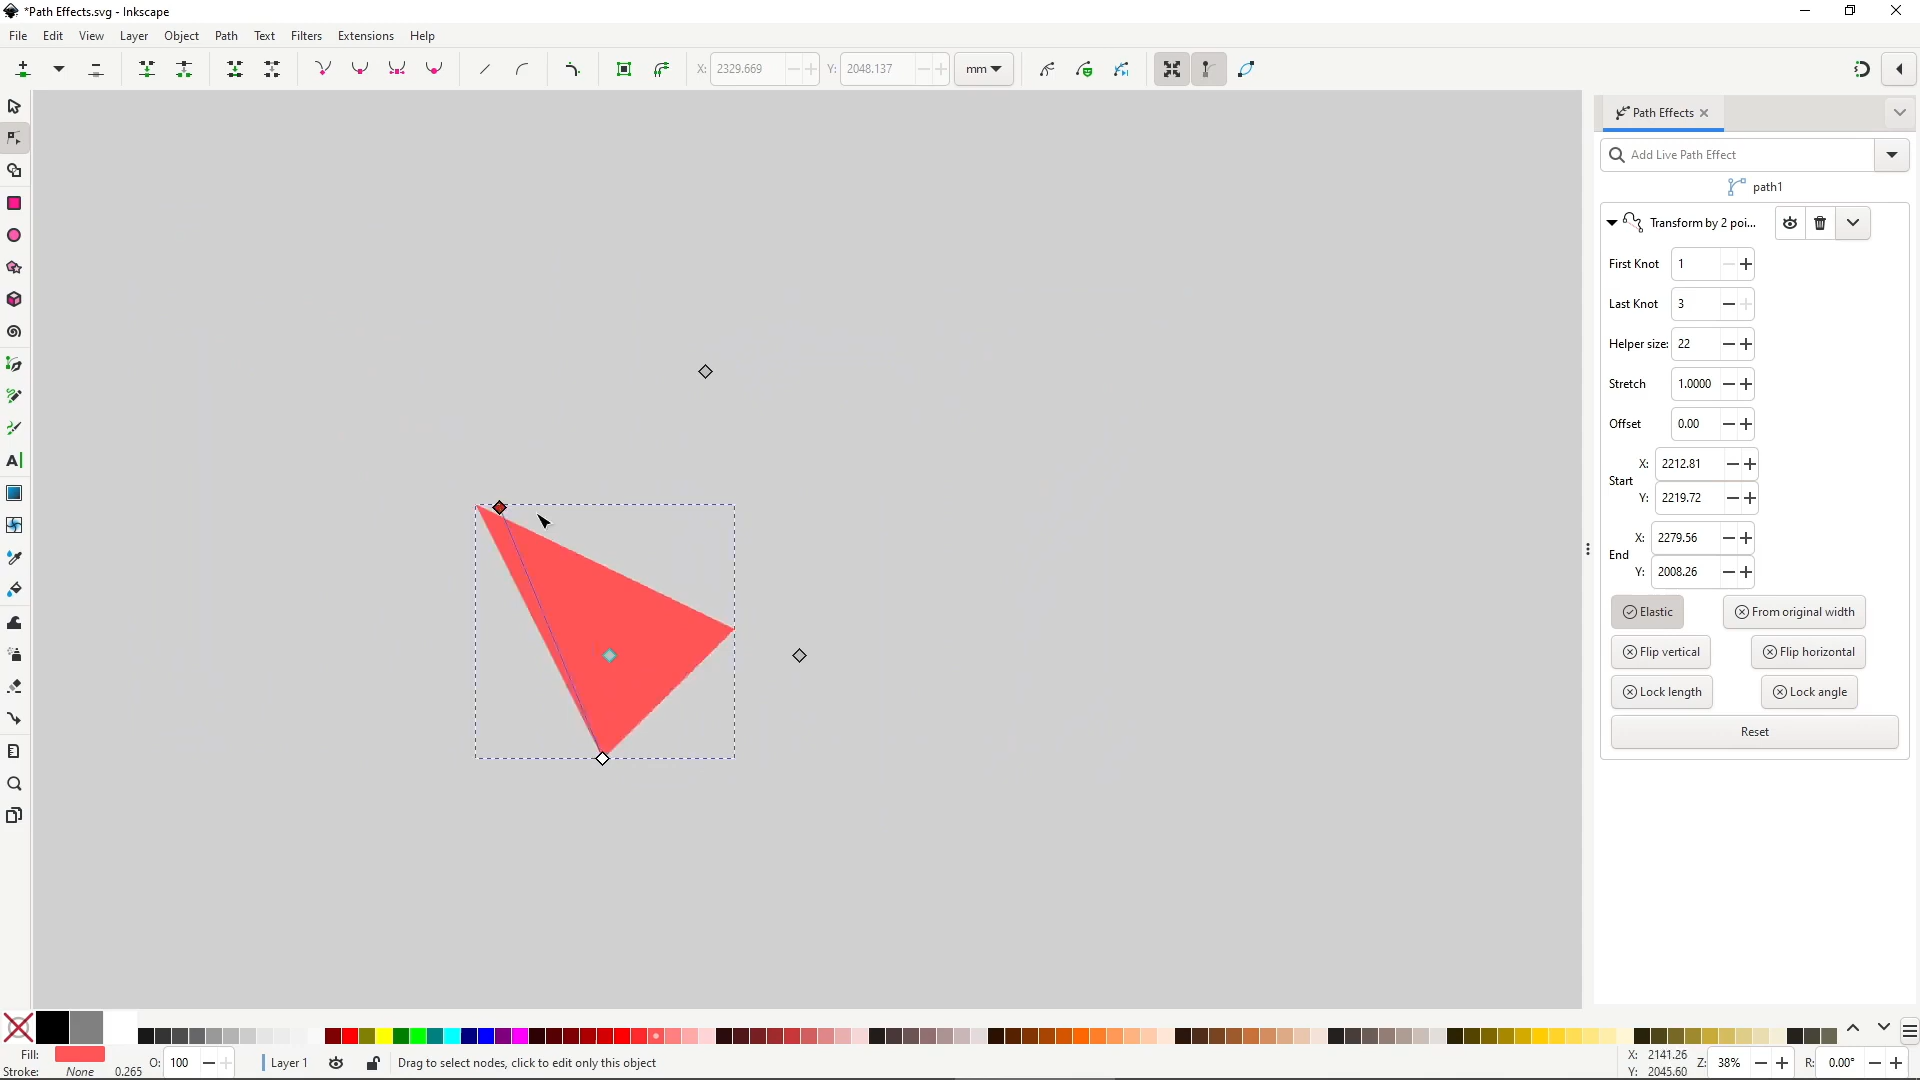 *Path Effects.svg - Inkscape
File Edit View Layer Object Path Text Filters Extensions Help
X: 2329.669 Y: 2048.137 mm
Path Effects
Add Live Path Effect
path1
Transform by 2 poi...
First Knot 1
Last Knot 3
Helper size: 22
Stretch 1.0000
Offset 0.00
Start X: 2212.81
Y: 2219.72
End X: 2279.56
Y: 2008.26
Elastic From original width
Flip vertical Flip horizontal
Lock length Lock angle
Reset
Fill: O: 100 Layer 1 Drag to select nodes, click to edit only this object X: 2141.26 Z: 38% R: 0.00°
Stroke: None 0.265 Y: 2045.60